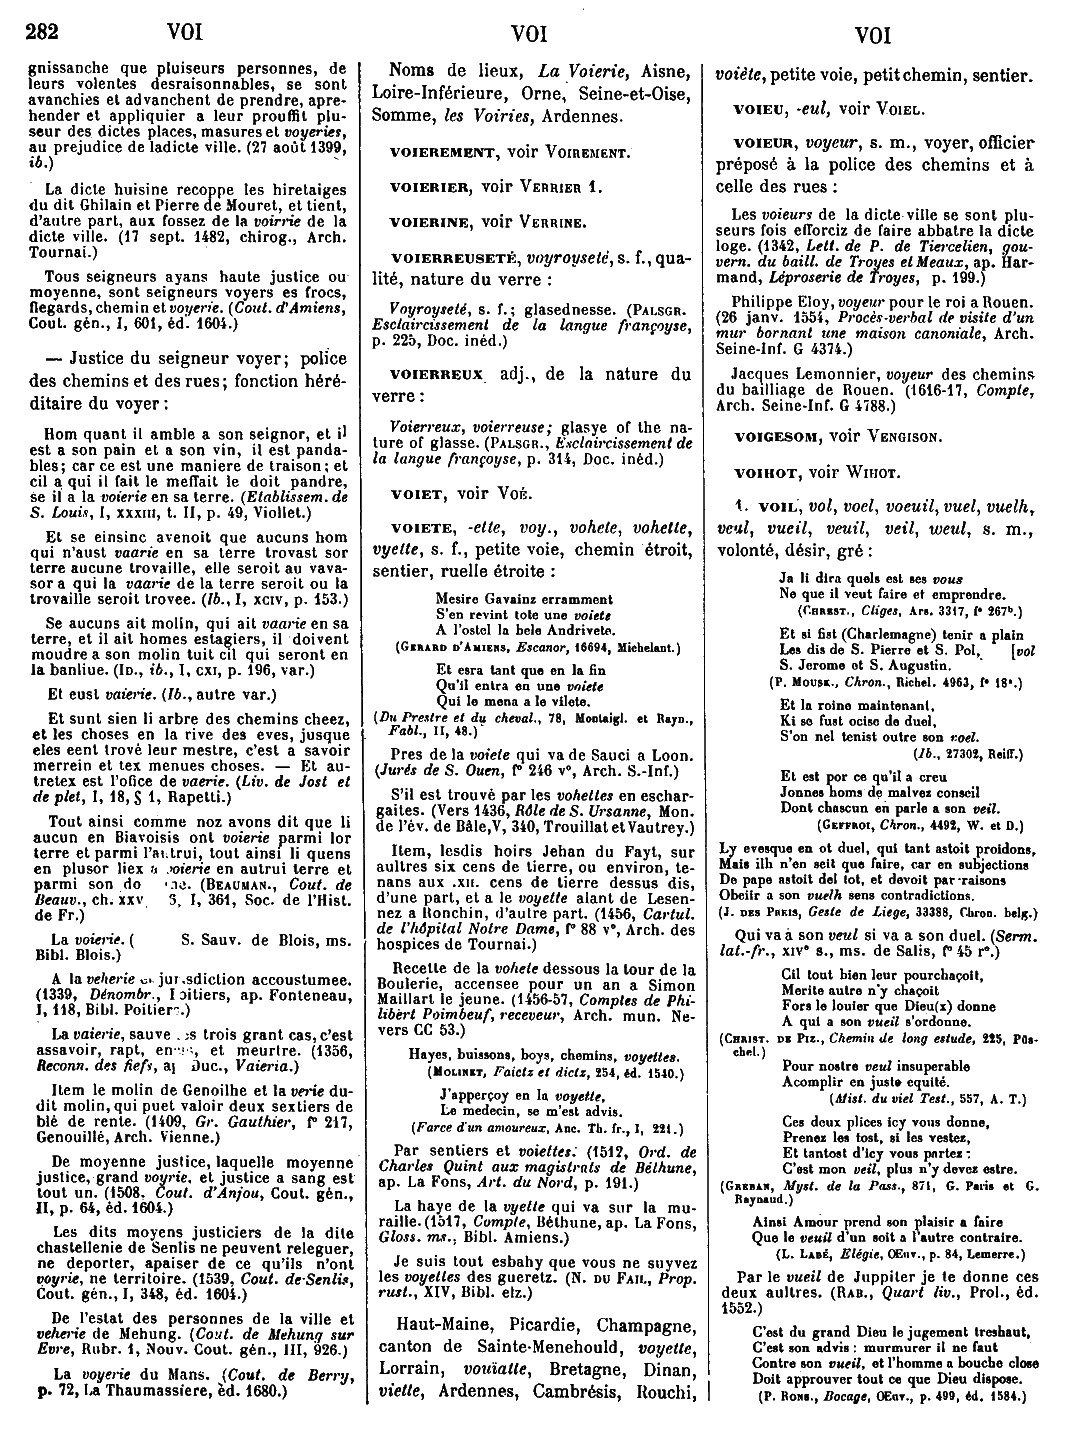 282 VOI VOI VOI
gnissanche que pluiseurs personnes, de
leurs volentes desraisonnables, se sont
avanchies et advanchent de prendre, apre-
hender et appliquier a leur prouffit plu-
seur des dictes places, masures et voyeries,
au prejudice de ladicte ville. (27 août 1399,
ib.)
La dicte huisine recoppe les hiretaiges
du dit Ghilain et Pierre de Mouret, et tient,
d'autre part, aux fossez de la voirrie de la
dicte ville. (17 sept. 1482, chirog., Arch.
Tournai.)
Tous seigneurs ayans haute justice ou
moyenne, sont seigneurs voyers es frocs,
flegards, chemin et voyerie. (Cout. d'Amiens,
Cout. gén., I, 601, éd. 1604.)
— Justice du seigneur voyer; police
des chemins et des rues; fonction héré-
ditaire du voyer :
Hom quant il amble a son seignor, et il
est a son pain et a son vin, il est panda-
bles; car ce est une maniere de traison; et
cil a qui il fait le meffait le doit pandre,
se il a la voierie en sa terre. (Etablissem. de
S. Louis, I, XXXIII, t. II, p. 49, Viollet.)
Et se einsinc avenoit que aucuns hom
qui n'aust vaarie en sa terre trovast sor
terre aucune trovaille, elle seroit au vava-
sor a qui la vaarie de la terre seroit ou la
trovaille seroit trovee. (Ib., I, XCIV, p. 153.)
Se aucuns ait molin, qui ait vaarie en sa
terre, et il ait homes estagiers, il doivent
moudre a son molin tuit cil qui seront en
la banliue. (ID., ib., I, CXI, p. 196, var.)
Et eust vaierie. (Ib., autre var.)
Et sunt sien li arbre des chemins cheez,
et les choses en la rive des eves, jusque
eles eent trové leur mestre, c'est a savoir
merrein et tex menues choses. — Et au-
tretex est l'ofice de vaerie. (Liv. de Jost et
de plet, I, 18, § 1, Rapetti.)
Tout ainsi comme noz avons dit que li
aucun en Biavoisis ont voierie parmi lor
terre et parmi l'autrui, tout ainsi li quens
en plusor liex a voierie en autrui terre et
parmi son do (BEAUMAN., Cout. de
Beauv., ch. XXV I, 361, Soc. de l'Hist.
de Fr.)
La voierie. ( S. Sauv. de Blois, ms.
Bibl. Blois.)
A la veherie jurisdiction accoustumee.
(1339, Dénombr., Poitiers, ap. Fonteneau,
I, 118, Bibl. Poitiers.)
La vaierie, sauve les trois grant cas, c'est
assavoir, rapt, et meurtre. (1356,
Reconn. des fiefs, ap Duc., Vaieria.)
Item le molin de Genoilhe et la verie du-
dit molin, qui puet valoir deux sextiers de
blé de rente. (1409, Gr. Gauthier, fº 217,
Genouillé, Arch. Vienne.)
De moyenne justice, laquelle moyenne
justice, grand voyrie, et justice a sang est
tout un. (1508, Cout. d'Anjou, Cout. gén.,
II, p. 64, éd. 1604.)
Les dits moyens justiciers de la dite
chastellenie de Senlis ne peuvent releguer,
ne deporter, apaiser de ce qu'ils n'ont
voyrie, ne territoire. (1539, Cout. de Senlis,
Cout. gén., I, 348, éd. 1604.)
De l'estat des personnes de la ville et
veherie de Mehung. (Cout. de Mehung sur
Evre, Rubr. 1, Nouv. Cout. gén., III, 926.)
La voyerie du Mans. (Cout. de Berry,
p. 72, La Thaumassiere, éd. 1680.)
Noms de lieux, La Voierie, Aisne,
Loire-Inférieure, Orne, Seine-et-Oise,
Somme, les Voiries, Ardennes.
VOIEREMENT, voir VOIREMENT.
VOIERIER, voir VERRIER 1.
VOIERINE, voir VERRINE.
VOIERREUSETÉ, voyroyseté, s. f., qua-
lité, nature du verre :
Voyroyseté, s. f.; glasednesse. (PALSGR.
Esclaircissement de la langue françoyse,
p. 225, Doc. inéd.)
VOIERREUX adj., de la nature du
verre :
Voierreux, voierreuse; glasye of the na-
ture of glasse. (PALSGR., Esclaircissement de
la langue françoyse, p. 314, Doc. inéd.)
VOIET, voir VOÉ.
VOIETE, -ette, voy., vohete, vohette,
vyette, s. f., petite voie, chemin étroit,
sentier, ruelle étroite :
Mesire Gavainz erramment
S'en revint tote une voiete
A l'ostel la bele Andrivete.
(GERARD D'AMIENS, Escanor, 16694, Michelant.)
Et esra tant que en la fin
Qu'il entra en une voiete
Qui le mena a le vilete.
(Du Prestre et du cheval., 78, Montaigl. et Rayn.,
Fabl., II, 48.)
Pres de la voiete qui va de Sauci a Loon.
(Jurés de S. Ouen, fº 246 vº, Arch. S.-Inf.)
S'il est trouvé par les vohettes en eschar-
gaites. (Vers 1436, Rôle de S. Ursanne, Mon.
de l'év. de Bâle, V, 340, Trouillat et Vautrey.)
Item, lesdis hoirs Jehan du Fayt, sur
aultres six cens de tierre, ou environ, te-
nans aux .XII. cens de tierre dessus dis,
d'une part, et a le voyette alant de Lesen-
nez a Ronchin, d'autre part. (1456, Cartul.
de l'hôpital Notre Dame, fº 88 vº, Arch. des
hospices de Tournai.)
Recette de la vohete dessous la tour de la
Boulerie, accensee pour un an a Simon
Maillart le jeune. (1456-57, Comptes de Phi-
libèrt Poimbeuf, receveur, Arch. mun. Ne-
vers CC 53.)
Hayes, buissons, boys, chemins, voyettes.
(MOLINET, Faictz et dictz, 254, éd. 1540.)
J'apperçoy en la voyette,
Le medecin, se m'est advis.
(Farce d'un amoureux, Anc. Th. fr., I, 221.)
Par sentiers et voiettes. (1512, Ord. de
Charles Quint aux magistrats de Béthune,
ap. La Fons, Art. du Nord, p. 191.)
La haye de la vyette qui va sur la mu-
raille. (1517, Compte, Béthune, ap. La Fons,
Gloss. ms., Bibl. Amiens.)
Je suis tout esbahy que vous ne suyvez
les voyettes des gueretz. (N. DU FAIL, Prop.
rust., XIV, Bibl. elz.)
Haut-Maine, Picardie, Champagne,
canton de Sainte-Menehould, voyette,
Lorrain, vouïatte, Bretagne, Dinan,
viette, Ardennes, Cambrésis, Rouchi,
voiète, petite voie, petit chemin, sentier.
VOIEU, -eul, voir VOIEL.
VOIEUR, voyeur, s. m., voyer, officier
préposé à la police des chemins et à
celle des rues :
Les voieurs de la dicte ville se sont plu-
seurs fois efforciz de faire abbatre la dicte
loge. (1342, Lett. de P. de Tiercelien, gou-
vern. du baill. de Troyes et Meaux, ap. Har-
mand, Léproserie de Troyes, p. 199.)
Philippe Eloy, voyeur pour le roi a Rouen.
(26 janv. 1554, Procès-verbal de visite d'un
mur bornant une maison canoniale, Arch.
Seine-Inf. G 4374.)
Jacques Lemonnier, voyeur des chemins
du bailliage de Rouen. (1616-17, Compte,
Arch. Seine-Inf. G 4788.)
VOIGESOM, voir VENGISON.
VOIHOT, voir WIHOT.
1. VOIL, vol, voel, voeuil, vuel, vuelh,
veul, vueil, veuil, veil, weul, s. m.,
volonté, désir, gré :
Ja li dira quels est ses vous
Ne que il veut faire et emprendre.
(CHREST., Cliges, Ars. 3317, fº 267b.)
Et si fist (Charlemagne) tenir a plain
Les dis de S. Pierre et S. Pol, [vol
S. Jerome et S. Augustin.
(P. MOUSK., Chron., Richel. 4963, fº 18ª.)
Et la roine maintenant,
Ki se fust ocise de duel,
S'on nel tenist outre son voel.
(Ib., 27302, Reiff.)
Et est por ce qu'il a creu
Jonnes homs de malvez conseil
Dont chascun en parle a son veil.
(GEFFROI, Chron., 4492, W. et D.)
Ly evesque en ot duel, qui tant astoit proidons,
Mais ilh n'en seit que faire, car en subjections
De pape astoit del tot, et devoit par raisons
Obeiir a son vuelh sens contradictions.
(J. DES PREIS, Geste de Liege, 33388, Chron. belg.)
Qui va a son veul si va a son duel. (Serm.
lat.-fr., XIVe s., ms. de Salis, fº 45 rº.)
Cil tout bien leur pourchaçoit,
Merite autre n'y chaçoit
Fors le louier que Dieu(x) donne
A qui a son vueil s'ordonne.
(CHRIST. DE PIZ., Chemin de long estude, 225, Püs-
chel.)
Pour nostre veul insuperable
Acomplir en juste equité.
(Mist. du viel Test., 557, A. T.)
Ces deux plices icy vous donne,
Prenez les tost, si les vestez,
Et tantost d'icy vous partez :
C'est mon veil, plus n'y devez estre.
(GREBAN, Myst. de la Pass., 871, G. Paris et G.
Raynaud.)
Ainsi Amour prend son plaisir a faire
Que le veuil d'un soit a l'autre contraire.
(L. LABÉ, Elégie, Œuv., p. 84, Lemerre.)
Par le vueil de Juppiter je te donne ces
deux aultres. (RAB., Quart liv., Prol., éd.
1552.)
C'est du grand Dieu le jugement treshaut,
C'est son advis : murmurer il ne faut
Contre son vueil, et l'homme a bouche close
Doit approuver tout ce que Dieu dispose.
(P. RONS., Bocage, Œuv., p. 499, éd. 1584.)